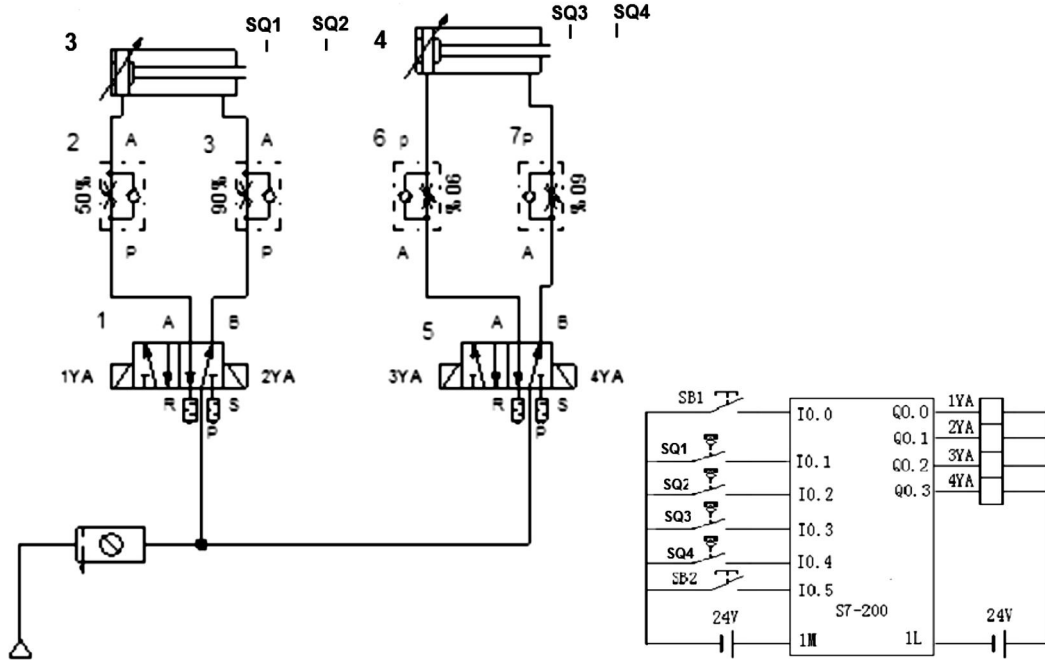 SQ1
SQ2
SQ3
SQ4
3
4
2
A
3
A
6
p
7p
50%
90%
% 06
% 09
P
P
A
A
1
A
B
5
A
B
1YA
2YA
3YA
4YA
R
S
P
R
S
P
SB1
I0.0
Q0.0
1YA
SQ1
I0.1
Q0.1
2YA
SQ2
I0.2
Q0.2
3YA
SQ3
I0.3
Q0.3
4YA
SQ4
I0.4
SB2
I0.5
S7-200
24V
1M
1L
24V